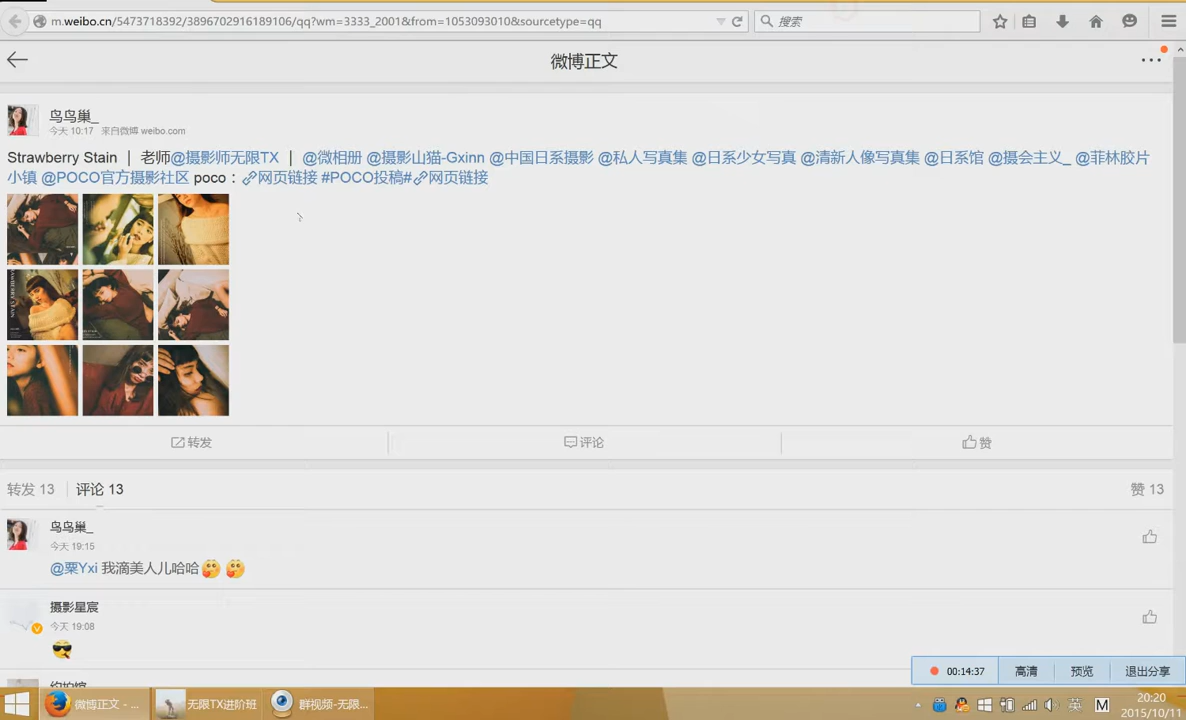 m.weibo.cn/5473718392/3896702916189106/qq?wm=3333_2001&from=1053093010&sourcetype=qq
搜索
微博正文
鸟鸟巢_
今天 10:17 来自微博 weibo.com
Strawberry Stain | 老师@摄影师无限TX | @微相册 @摄影山猫-Gxinn @中国日系摄影 @私人写真集 @日系少女写真 @清新人像写真集 @日系馆 @摄会主义_ @菲林胶片
小镇 @POCO官方摄影社区 poco：网页链接 #POCO投稿#网页链接
转发
评论
赞
转发 13
评论 13
赞 13
鸟鸟巢_
今天 19:15
@粟Yxi 我滴美人儿哈哈
摄影星宸
今天 19:08
00:14:37
高清
预览
退出分享
微博正文 - ...
无限TX进阶班
群视频-无限...
英
M
20:20
2015/10/11